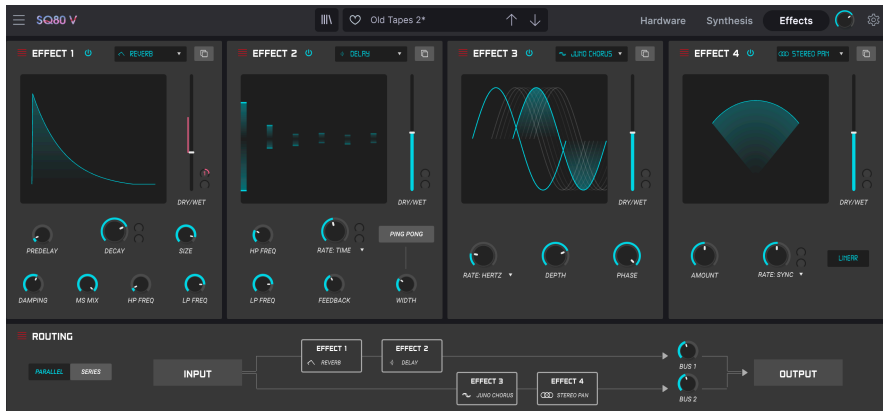 SQ80 V
Old Tapes 2*
Hardware
Synthesis
Effects
EFFECT 1
REVERB
EFFECT 2
DELAY
EFFECT 3
JUNO CHORUS
EFFECT 4
STEREO PAN
DRY/WET
DRY/WET
DRY/WET
DRY/WET
PREDELAY
DECAY
SIZE
DAMPING
MS MIX
HP FREQ
LP FREQ
HP FREQ
RATE: TIME
PING PONG
LP FREQ
FEEDBACK
WIDTH
RATE: HERTZ
DEPTH
PHASE
AMOUNT
RATE: SYNC
LINEAR
ROUTING
PARALLEL
SERIES
INPUT
EFFECT 1
REVERB
EFFECT 2
DELAY
EFFECT 3
JUNO CHORUS
EFFECT 4
STEREO PAN
BUS 1
BUS 2
OUTPUT